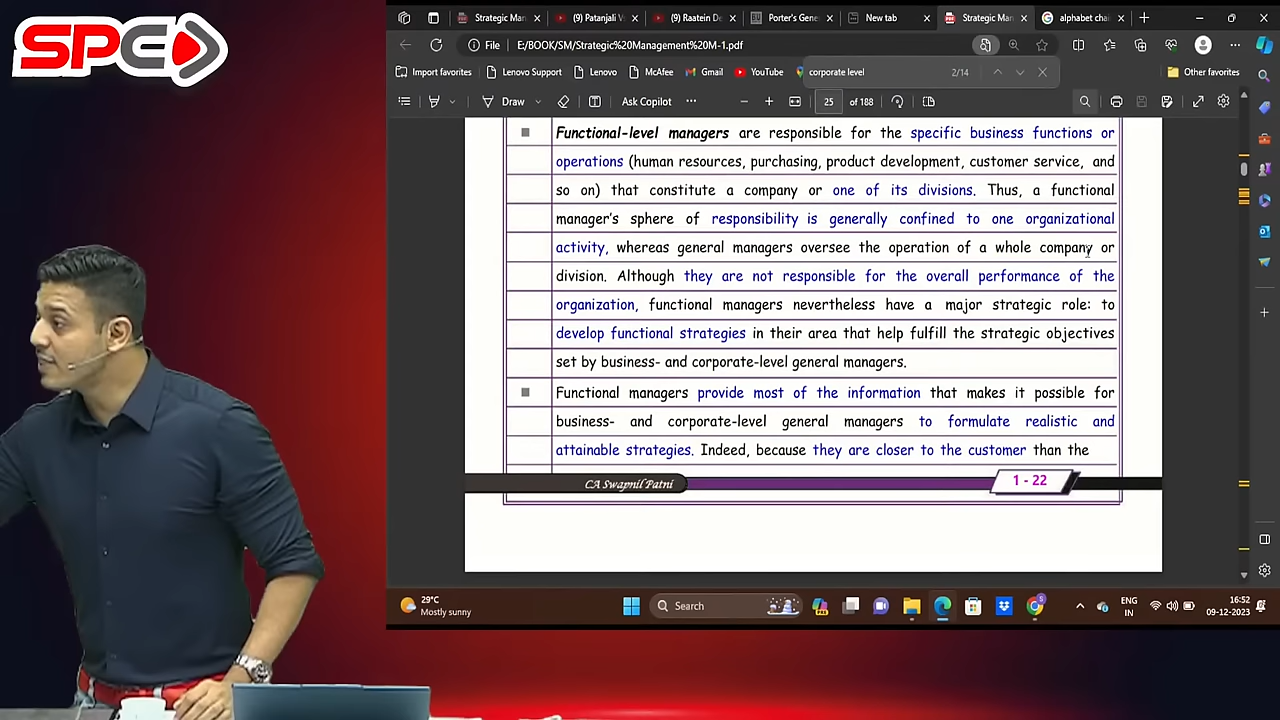 SPC
Strategic Man
(9) Patanjali V
(9) Raatein De
Porter's Gene
New tab
Strategic Man
alphabet chai
File
E:/BOOK/SM/Strategic%20Management%20M-1.pdf
Import favorites
Lenovo Support
Lenovo
McAfee
Gmail
YouTube
corporate level
2/14
Other favorites
Draw
Ask Copilot
25
of 188
Functional-level managers are responsible for the specific business functions or
operations (human resources, purchasing, product development, customer service, and
so on) that constitute a company or one of its divisions. Thus, a functional
manager's sphere of responsibility is generally confined to one organizational
activity, whereas general managers oversee the operation of a whole company or
division. Although they are not responsible for the overall performance of the
organization, functional managers nevertheless have a major strategic role: to
develop functional strategies in their area that help fulfill the strategic objectives
set by business- and corporate-level general managers.
Functional managers provide most of the information that makes it possible for
business- and corporate-level general managers to formulate realistic and
attainable strategies. Indeed, because they are closer to the customer than the
CA Swapnil Patni
1 - 22
29°C
Mostly sunny
Search
ENG
IN
16:52
09-12-2023